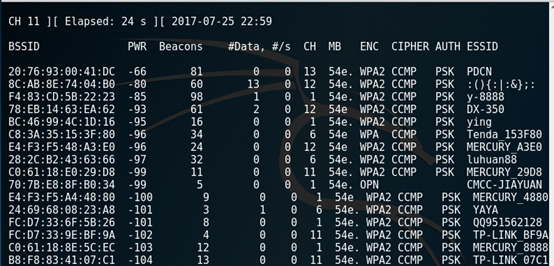 CH 11 ][ Elapsed: 24 s ][ 2017-07-25 22:59
BSSID PWR Beacons #Data, #/s CH MB ENC CIPHER AUTH ESSID
20:76:93:00:41:DC -66 81 0 0 13 54e. WPA2 CCMP PSK PDCN
8C:AB:8E:74:04:B0 -80 60 13 0 12 54e. WPA2 CCMP PSK :(){:|:&};:
F4:83:CD:5B:22:23 -85 98 1 0 1 54e. WPA2 CCMP PSK y-8888
78:EB:14:63:EA:62 -93 61 2 0 12 54e WPA2 CCMP PSK DX-350
BC:46:99:4C:1D:16 -95 16 0 0 1 54e. WPA2 CCMP PSK ying
C8:3A:35:15:3F:80 -96 34 0 0 6 54e WPA CCMP PSK Tenda_153F80
E4:F3:F5:48:A3:E0 -96 24 0 0 12 54e WPA2 CCMP PSK MERCURY_A3E0
28:2C:B2:43:63:66 -97 32 0 0 6 54e. WPA2 CCMP PSK luhuan88
C0:61:18:E0:29:D8 -99 11 0 0 11 54e. WPA2 CCMP PSK MERCURY_29D8
70:7B:E8:8F:B0:34 -99 5 0 0 1 54e. OPN CMCC-JIAYUAN
E4:F3:F5:A4:48:80 -100 9 0 0 1 54e WPA2 CCMP PSK MERCURY_4880
24:69:68:08:23:A8 -101 3 1 0 6 54e. WPA2 CCMP PSK YAYA
FC:D7:33:6F:5B:26 -101 8 0 0 1 54e. WPA2 CCMP PSK QQ951562128
FC:D7:33:9E:BF:9A -102 4 0 0 11 54e. WPA2 CCMP PSK TP-LINK_BF9A
C0:61:18:8E:5C:EC -103 12 0 0 1 54e. WPA2 CCMP PSK MERCURY_8888
B8:F8:83:41:07:C1 -104 13 0 0 11 54e. WPA2 CCMP PSK TP-LINK_07C1